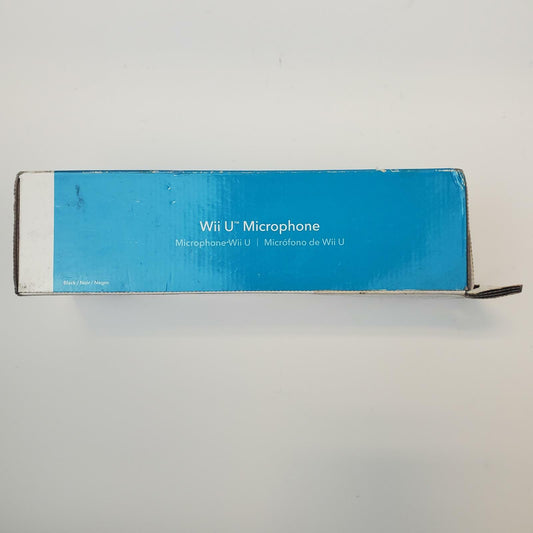 Wii U™ Microphone
Microphone Wii U | Micrófono de Wii U
Black / Noir / Negro